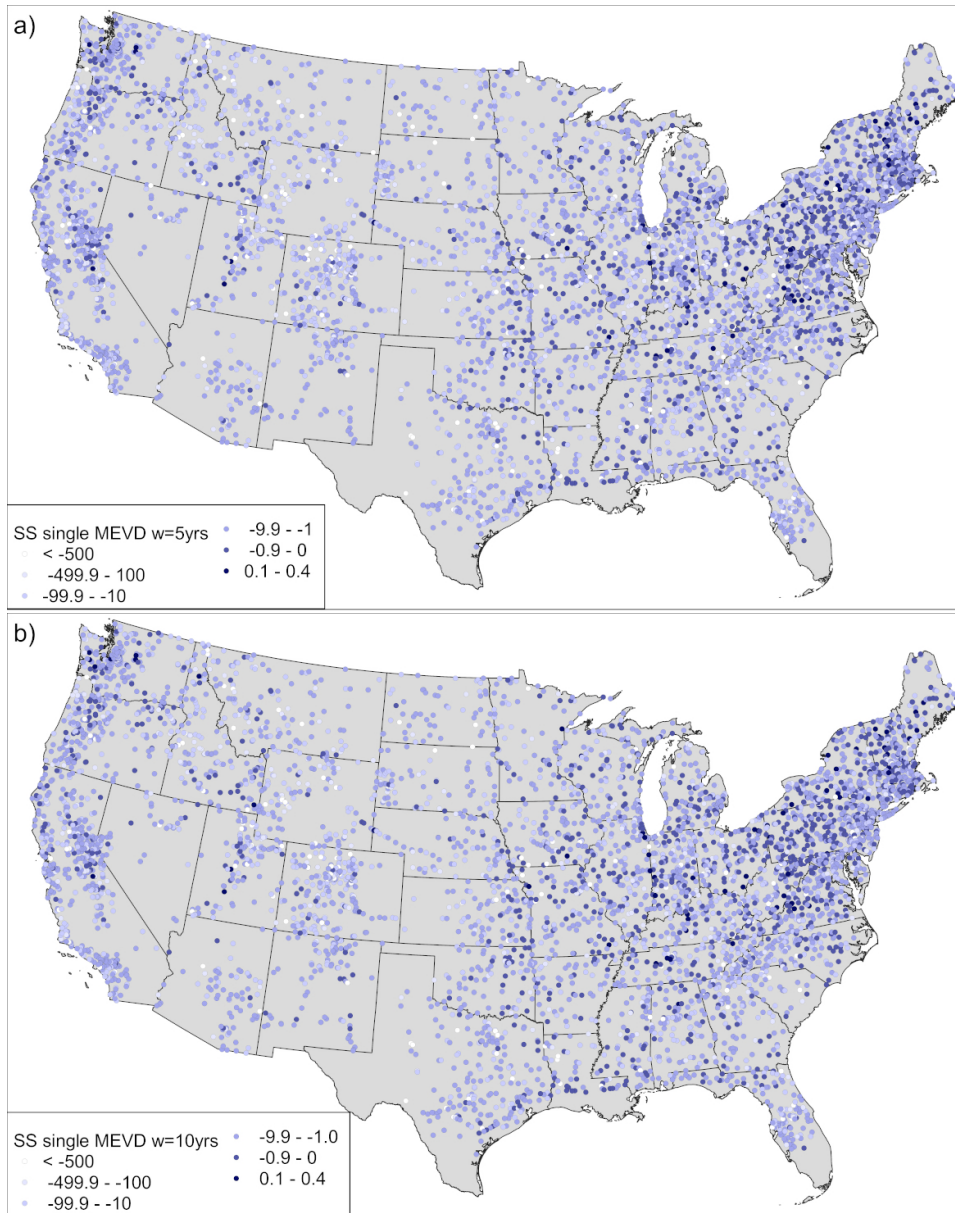 a)
SS single MEVD w=5yrs
< -500
-499.9 - 100
-99.9 - -10
-9.9 - -1
-0.9 - 0
0.1 - 0.4
b)
SS single MEVD w=10yrs
< -500
-499.9 - -100
-99.9 - -10
-9.9 - -1.0
-0.9 - 0
0.1 - 0.4